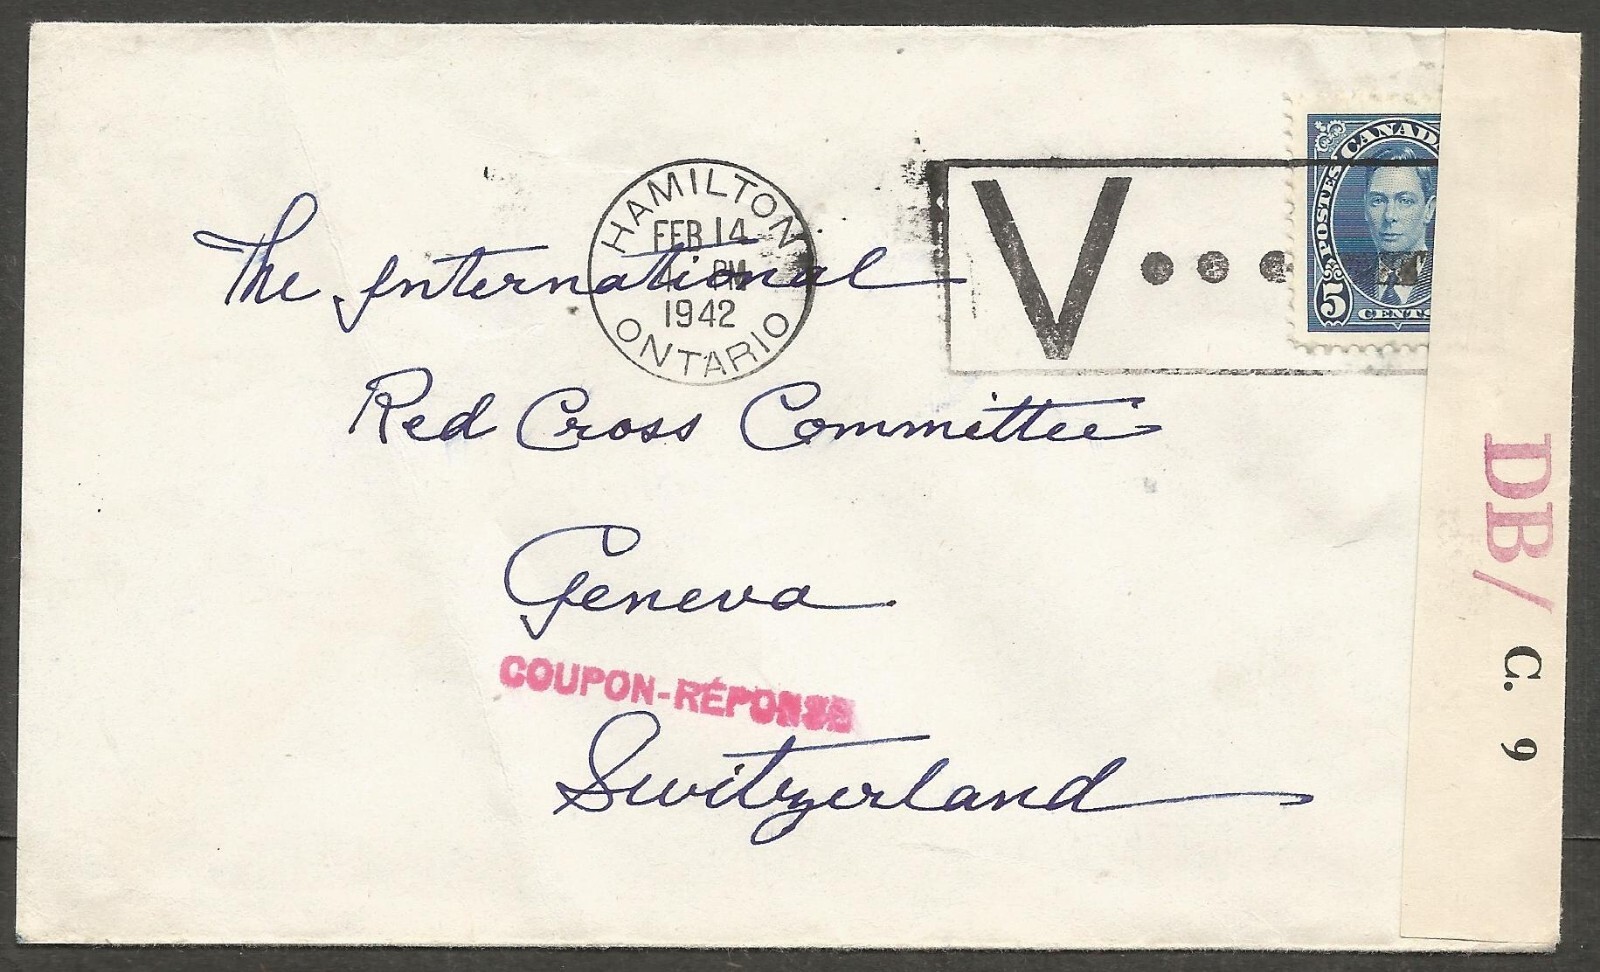 HAMILTON
FEB 14
PM
1942
ONTARIO
V...-
POSTES CANADA
5
CENTS
The International
Red Cross Committee
Geneva
COUPON-RÉPONSE
Switzerland
DB/
C. 9